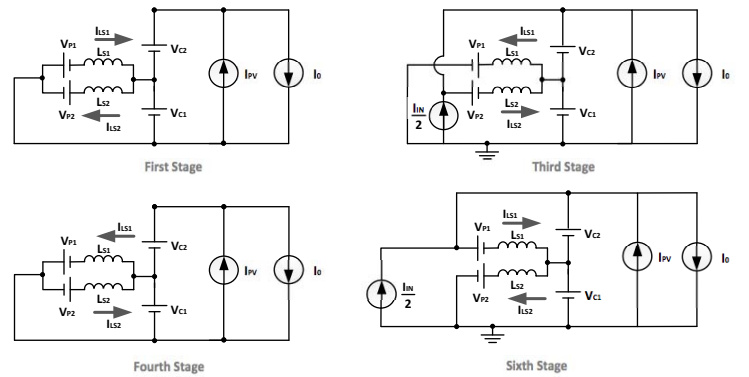 ILS1
VP1
LS1
VC2
IPV
I0
LS2
VP2
ILS2
VC1
First Stage
VP1
ILS1
LS1
VC2
IPV
I0
IIN
2
LS2
VP2
ILS2
VC1
Third Stage
ILS1
VP1
LS1
VC2
IPV
I0
LS2
VP2
ILS2
VC1
Fourth Stage
ILS1
VP1
LS1
VC2
IPV
I0
IIN
2
LS2
VP2
ILS2
VC1
Sixth Stage